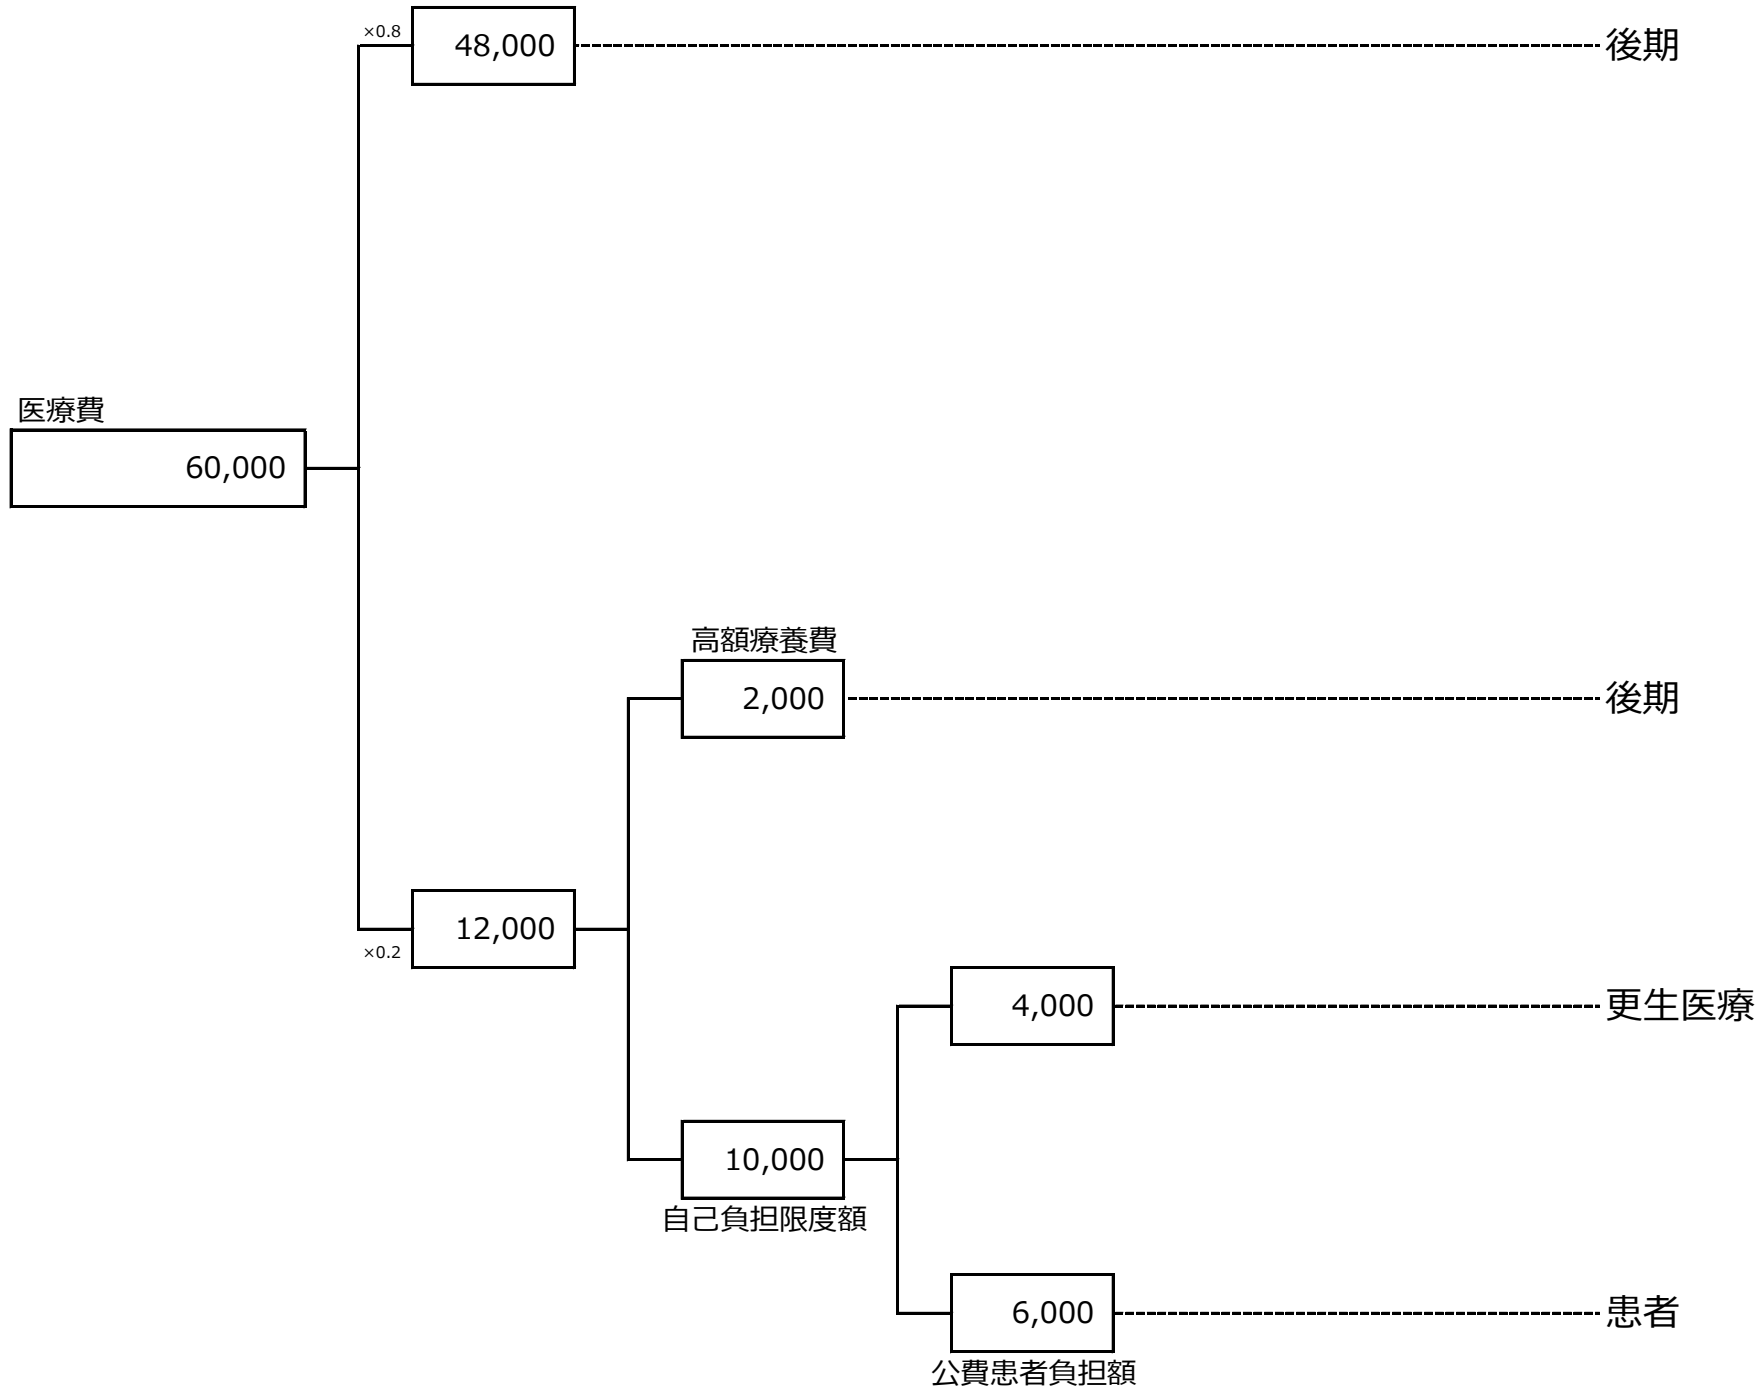 ×0.8
48,000
後期
医療費
60,000
高額療養費
2,000
後期
12,000
×0.2
4,000
更生医療
10,000
自己負担限度額
6,000
患者
公費患者負担額